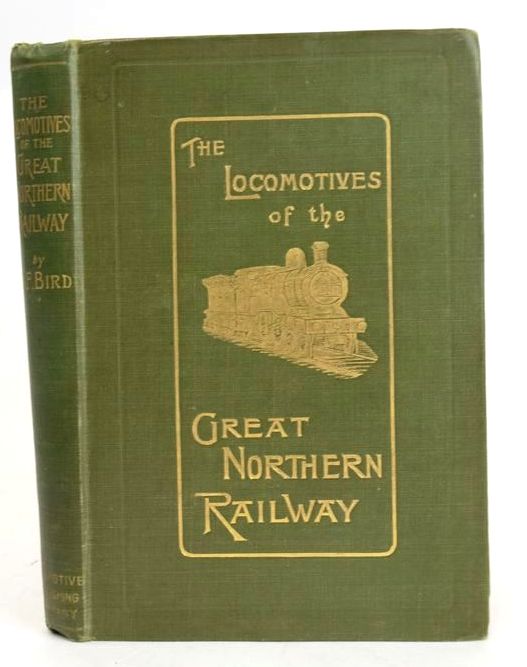 THE
LOCOMOTIVES
OF THE
GREAT
NORTHERN
RAILWAY
by
F. BIRD
THE
LOCOMOTIVES
of the
GREAT
NORTHERN
RAILWAY